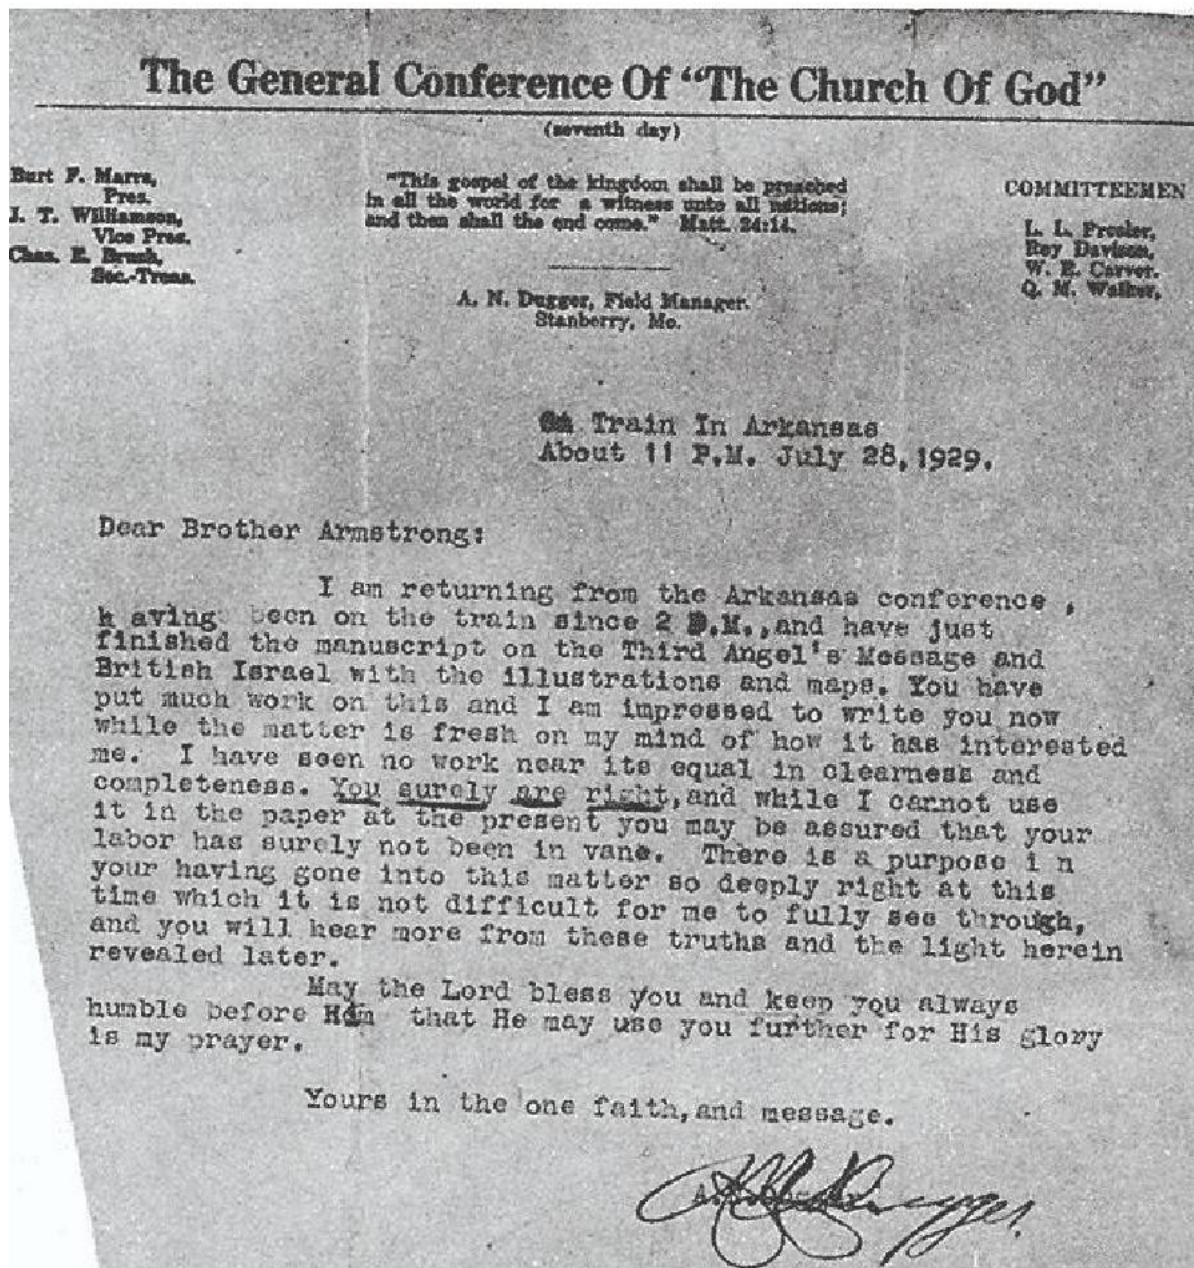 The General Conference Of "The Church Of God"
(seventh day)
Burt F. Marrs,
Pres.
J. T. Williamson,
Vice Pres.
Chas. E. Brush,
Sec.-Treas.
"This gospel of the kingdom shall be preached
in all the world for a witness unto all nations;
and then shall the end come." Matt. 24:14.
A. N. Dugger, Field Manager.
Stanberry, Mo.
COMMITTEEMEN
L. L. Presler,
Roy Davison,
W. E. Carver.
Q. M. Walker,
Train In Arkansas
About 11 P.M. July 28,1929.
Dear Brother Armstrong:
I am returning from the Arkansas conference ,
h aving been on the train since 2 P.M.,and have just
finished the manuscript on the Third Angel's Message and
British Israel with the illustrations and maps. You have
put much work on this and I am impressed to write you now
while the matter is fresh on my mind of how it has interested
me. I have seen no work near its equal in clearness and
completeness. You surely are right,and while I cannot use
it in the paper at the present you may be assured that your
labor has surely not been in vane. There is a purpose i n
your having gone into this matter so deeply right at this
time which it is not difficult for me to fully see through,
and you will hear more from these truths and the light herein
revealed later.
May the Lord bless you and keep you always
humble before Him that He may use you further for His glory
is my prayer.
Yours in the one faith,and message.
Dugger.